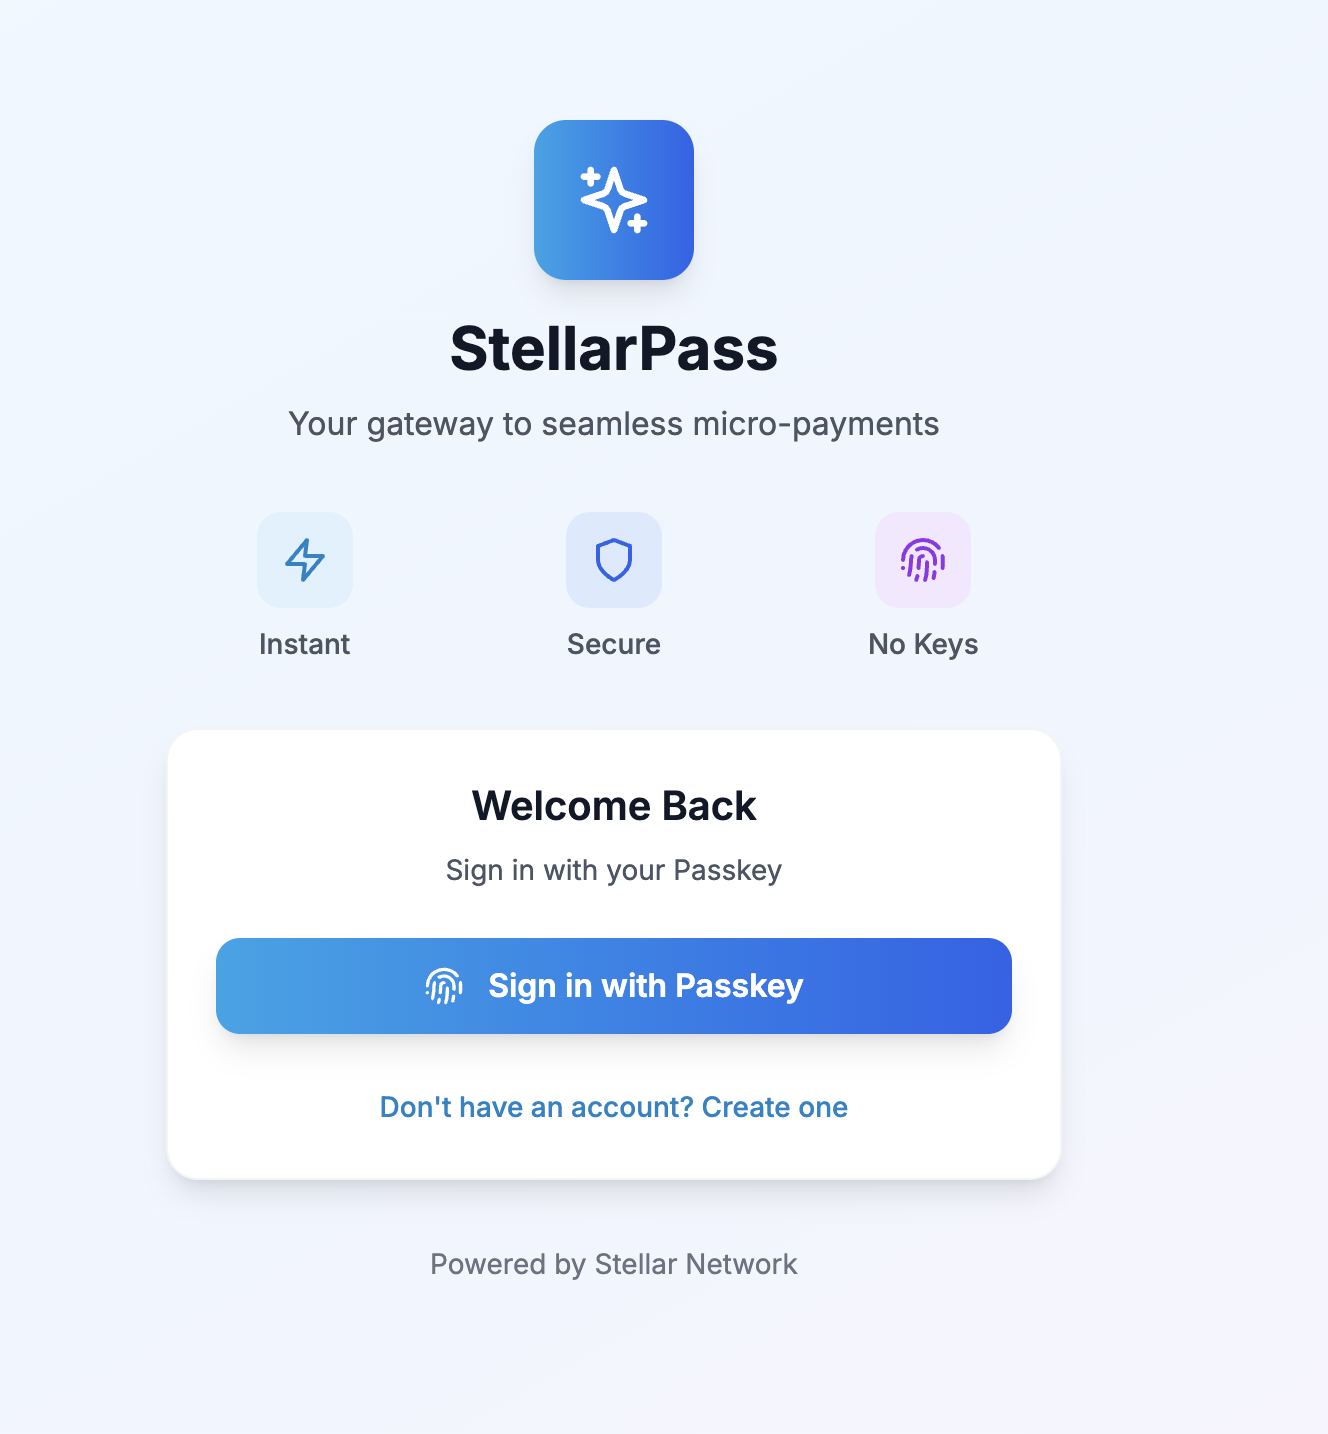 StellarPass
Your gateway to seamless micro-payments
Instant
Secure
No Keys
Welcome Back
Sign in with your Passkey
Sign in with Passkey
Don't have an account? Create one
Powered by Stellar Network